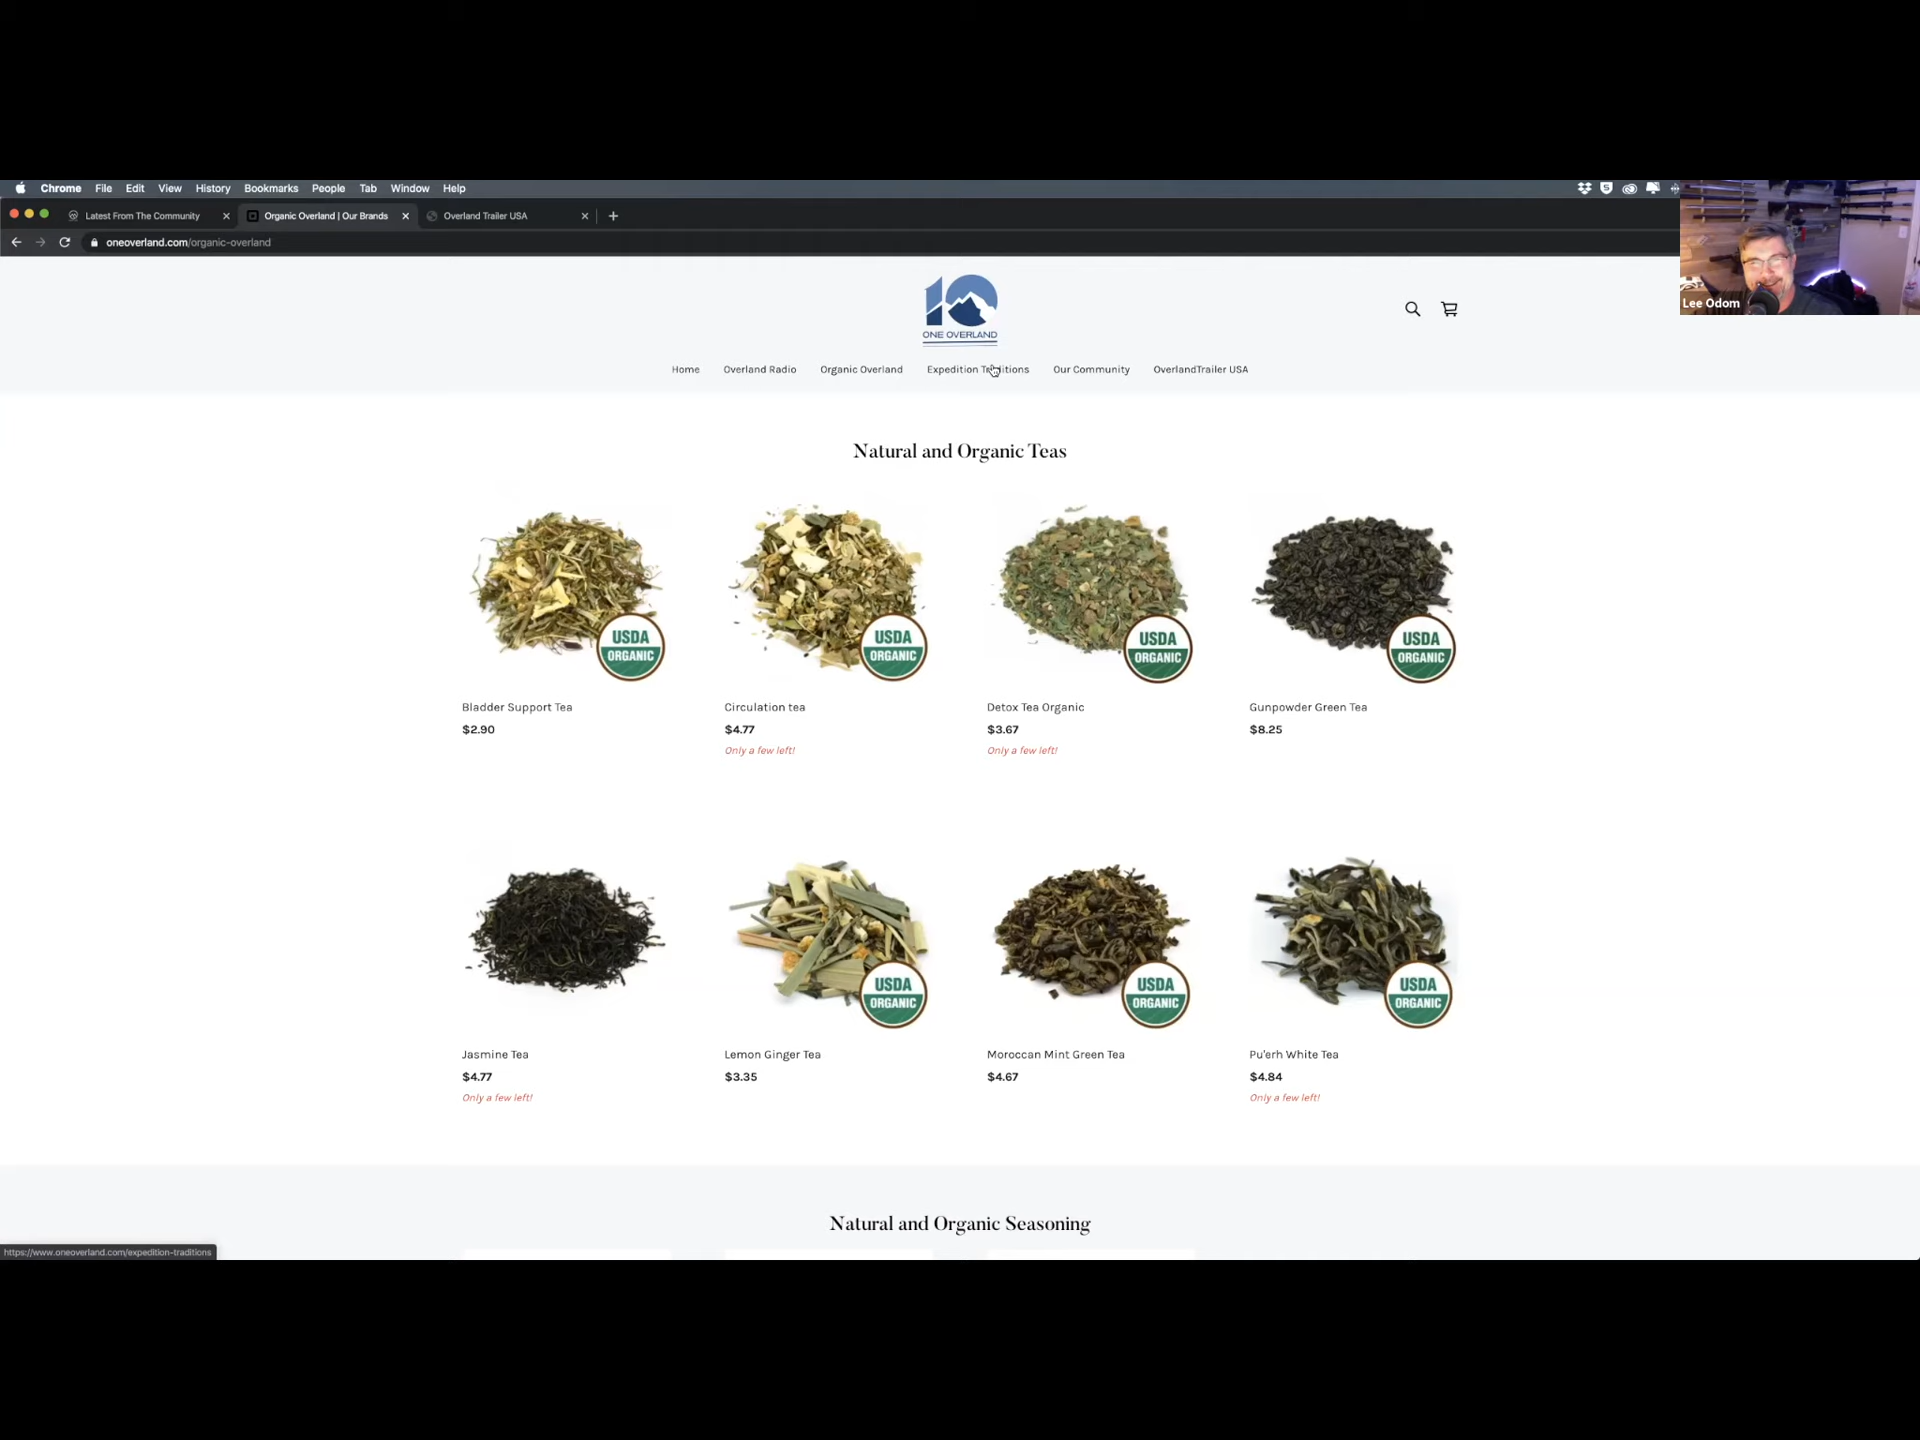 Chrome File Edit View History Bookmarks People Tab Window Help
Latest From The Community
Organic Overland | Our Brands
Overland Trailer USA
oneoverland.com/organic-overland
Lee Odom
10
ONE OVERLAND
Home Overland Radio Organic Overland Expedition Traditions Our Community OverlandTrailer USA
Natural and Organic Teas
USDA ORGANIC
USDA ORGANIC
USDA ORGANIC
USDA ORGANIC
Bladder Support Tea
$2.90
Circulation tea
$4.77
Only a few left!
Detox Tea Organic
$3.67
Only a few left!
Gunpowder Green Tea
$8.25
USDA ORGANIC
USDA ORGANIC
USDA ORGANIC
Jasmine Tea
$4.77
Only a few left!
Lemon Ginger Tea
$3.35
Moroccan Mint Green Tea
$4.67
Pu'erh White Tea
$4.84
Only a few left!
Natural and Organic Seasoning
https://www.oneoverland.com/expedition-traditions